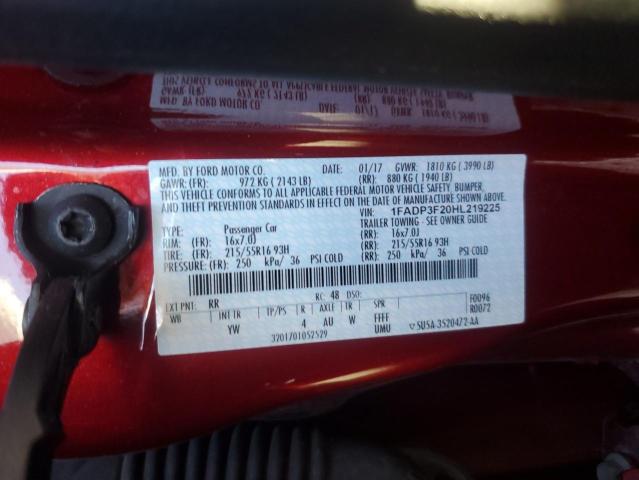 MFD. BY FORD MOTOR CO. DATE: 01/17 GVWR: 1810 KG ( 3990 LB)
GAWR: (FR): 972 KG ( 2143 LB) (RR): 880 KG ( 1940 LB)
THIS VEHICLE CONFORMS TO ALL APPLICABLE FEDERAL MOTOR VEHICLE SAFETY, BUMPER,
AND THEFT PREVENTION STANDARDS IN EFFECT ON THE DATE OF MANUFACTURE SHOWN ABOVE.
VIN: 1FADP3F20HL219225
TYPE: Passenger Car TRAILER TOWING - SEE OWNER GUIDE
RIM: (FR): 16x7.0J (RR): 16x7.0J
TIRE: (FR): 215/55R16 93H (RR): 215/55R16 93H
PRESSURE: (FR): 250 kPa/ 36 PSI COLD (RR): 250 kPa/ 36 PSI COLD
EXT PNT: RR RC: 48 DSO: F0096
WB INT TR TP/PS R AXLE TR SPR R0072
YW 4 AU W FFFF
UMU
3201701052529 ▽ 5U5A-3520472-AA